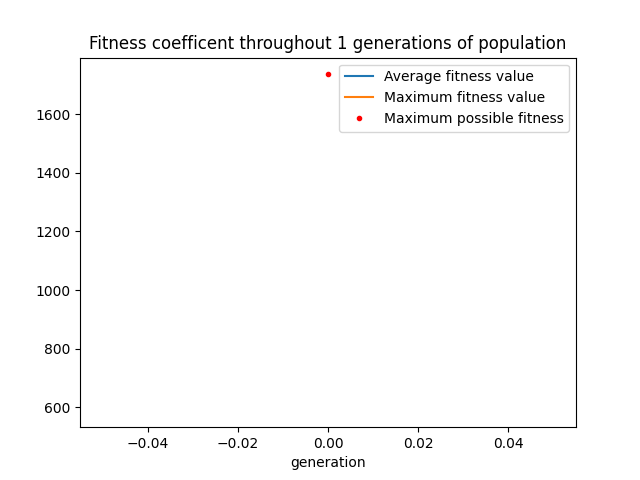 Fitness coefficent throughout 1 generations of population
Average fitness value
Maximum fitness value
Maximum possible fitness
1600
1400
1200
1000
800
600
−0.04 −0.02 0.00 0.02 0.04
generation